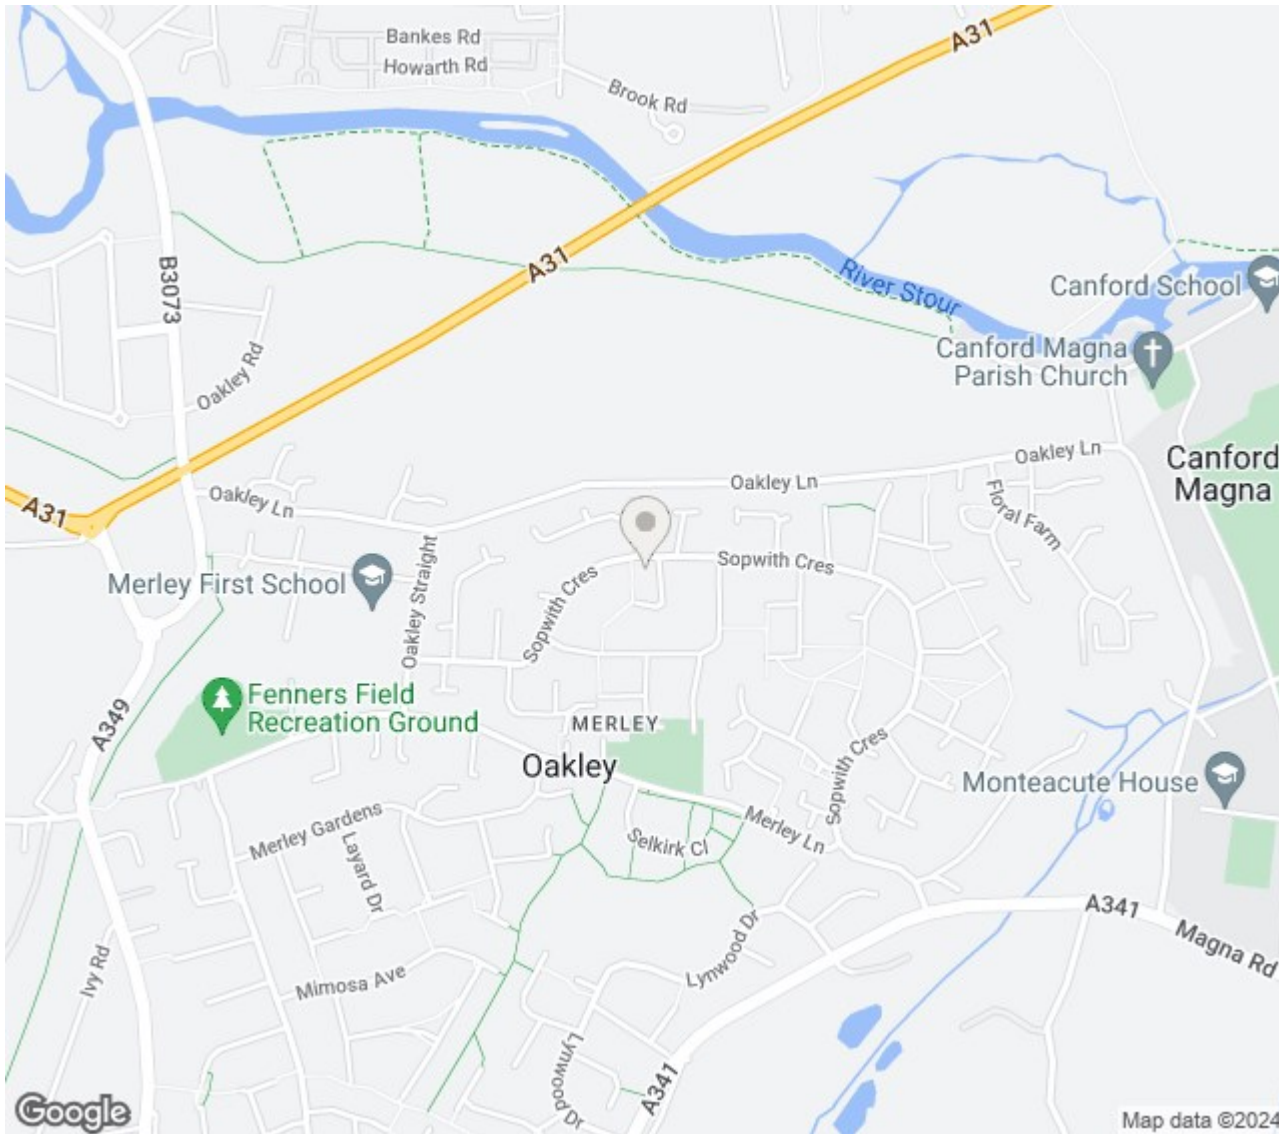 Bankes Rd
Howarth Rd
Brook Rd
A31
B3073
A31
River Stour
Canford School
Canford Magna
Parish Church
Oakley Rd
Oakley Ln
Oakley Ln
Canford
Magna
A31
Oakley Ln
Floral Farm
Merley First School
Oakley Straight
Sopwith Cres
Sopwith Cres
Fenners Field
Recreation Ground
A349
MERLEY
Oakley
Sopwith Cres
Monteacute House
Merley Gardens
Layard Dr
Selkirk Cl
Merley Ln
A341
Magna Rd
Lynwood Dr
Ivy Rd
Mimosa Ave
Lynwood Dr
A341
Google
Map data ©2024